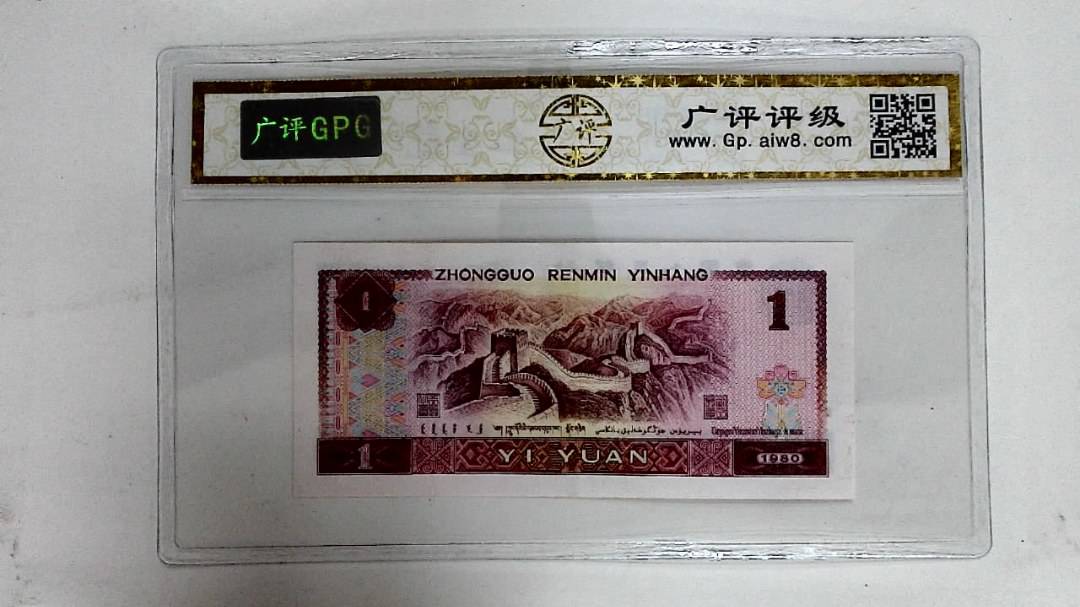 广评GPG
广评
广评评级
www. Gp. aiw8. com
ZHONGGUO RENMIN YINHANG
1
1
1
YI YUAN
1980